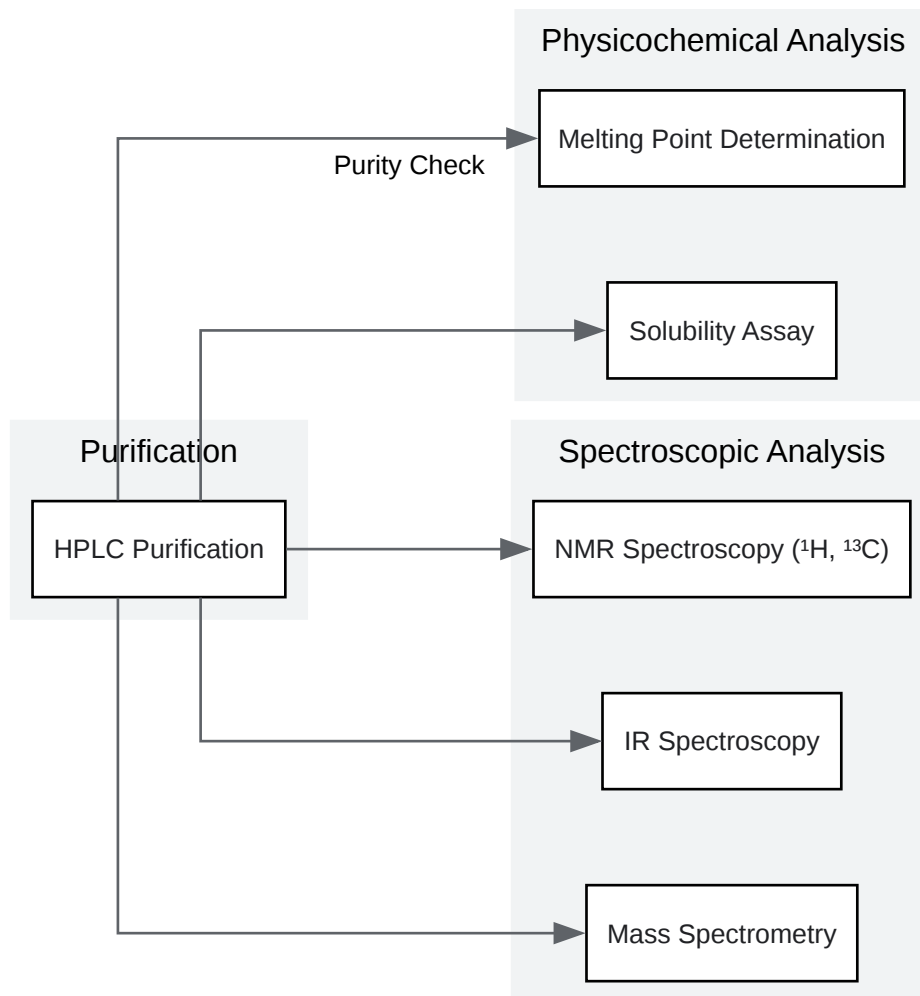 Physicochemical Analysis
Melting Point Determination
Purity Check
Solubility Assay
Purification
Spectroscopic Analysis
HPLC Purification
NMR Spectroscopy (¹H, ¹³C)
IR Spectroscopy
Mass Spectrometry